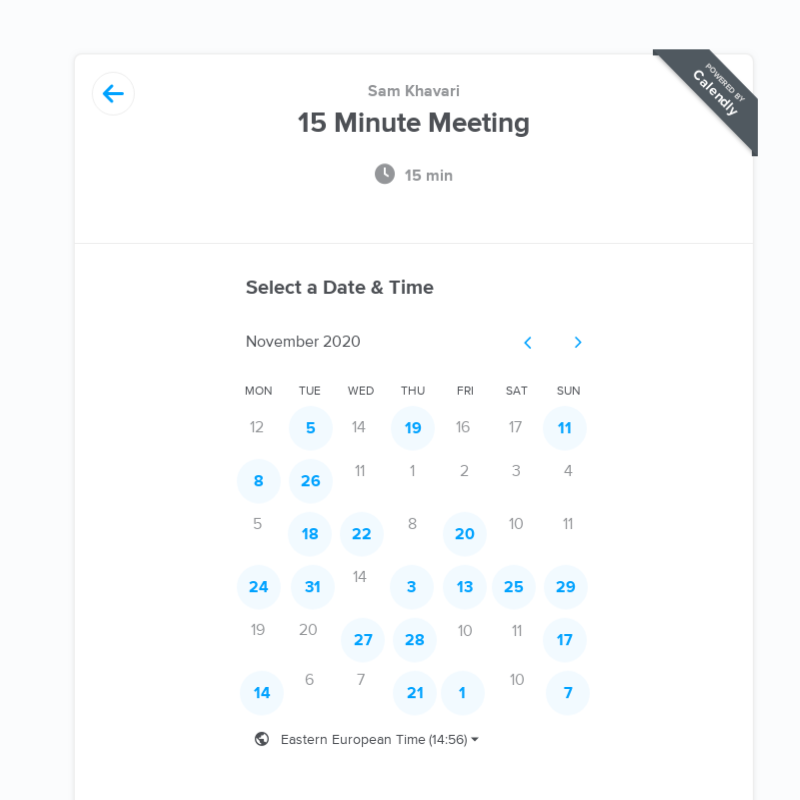 POWERED BY
Calendly
Sam Khavari
15 Minute Meeting
15 min
Select a Date & Time
November 2020
MON TUE WED THU FRI SAT SUN
12 5 14 19 16 17 11
8 26 11 1 2 3 4
5 18 22 8 20 10 11
24 31 14 3 13 25 29
19 20 27 28 10 11 17
14 6 7 21 1 10 7
Eastern European Time (14:56)